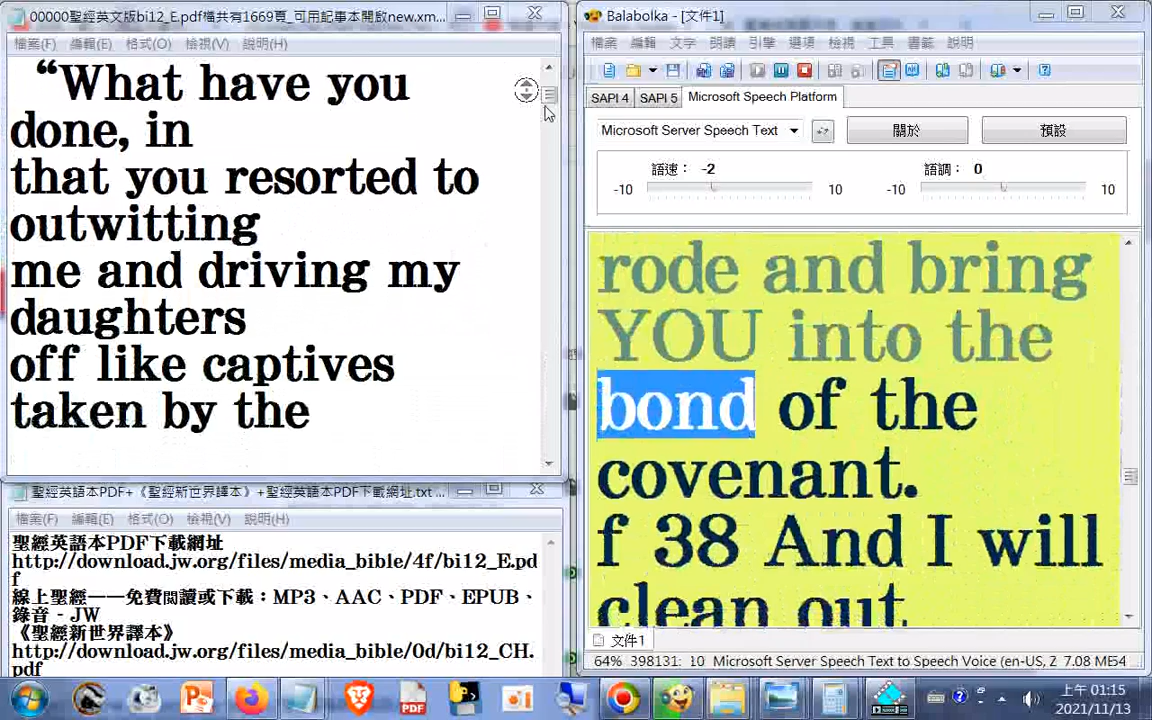 00000聖經英文版bi12_E.pdf檔共有1669頁_可用記事本開啟new.xm...
檔案(F) 編輯(E) 格式(O) 檢視(V) 說明(H)
“What have you
done, in
that you resorted to
outwitting
me and driving my
daughters
off like captives
taken by the
聖經英語本PDF+《聖經新世界譯本》+聖經英語本PDF下載網址.txt ...
檔案(F) 編輯(E) 格式(O) 檢視(V) 說明(H)
聖經英語本PDF下載網址
http://download.jw.org/files/media_bible/4f/bi12_E.pd
f
線上聖經——免費閱讀或下載：MP3、AAC、PDF、EPUB、
錄音 - JW
《聖經新世界譯本》
http://download.jw.org/files/media_bible/0d/bi12_CH.
pdf
Balabolka - [文件1]
檔案 編輯 文字 朗讀 引擎 選項 檢視 工具 書籤 說明
SAPI 4 SAPI 5 Microsoft Speech Platform
Microsoft Server Speech Text 關於 預設
語速： -2 語調： 0
-10 10 -10 10
rode and bring
YOU into the
bond of the
covenant.
f 38 And I will
clean out
文件1
64% 398131: 10 Microsoft Server Speech Text to Speech Voice (en-US, Z 7.08 ME54
PDF
上午 01:15
2021/11/13